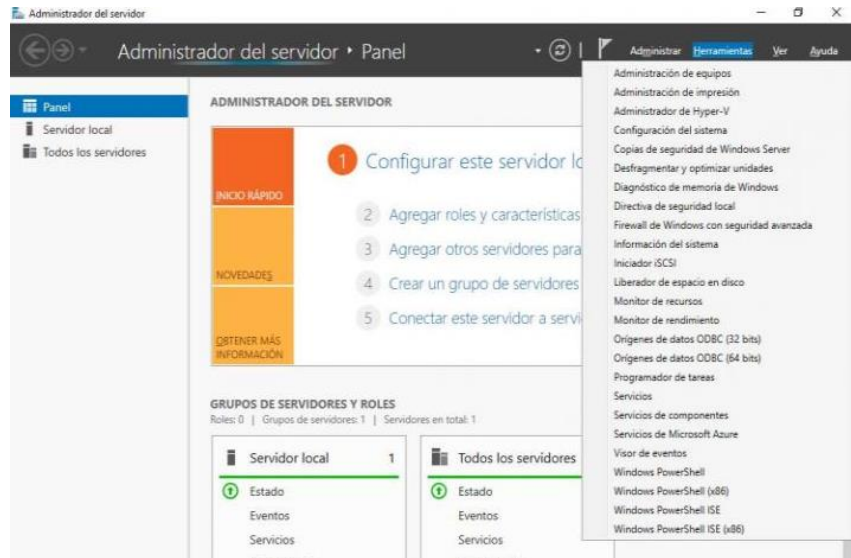 Administrador del servidor
Administrador del servidor • Panel
Administrar Herramientas Ver Ayuda
Panel
Servidor local
Todos los servidores
ADMINISTRADOR DEL SERVIDOR
INICIO RÁPIDO
NOVEDADES
OBTENER MÁS
INFORMACIÓN
1 Configurar este servidor lo
2 Agregar roles y características
3 Agregar otros servidores para
4 Crear un grupo de servidores
5 Conectar este servidor a servi
GRUPOS DE SERVIDORES Y ROLES
Roles: 0 | Grupos de servidores: 1 | Servidores en total: 1
Servidor local 1
Estado
Eventos
Servicios
Todos los servidores
Estado
Eventos
Servicios
Administración de equipos
Administración de impresión
Administrador de Hyper-V
Configuración del sistema
Copias de seguridad de Windows Server
Desfragmentar y optimizar unidades
Diagnóstico de memoria de Windows
Directiva de seguridad local
Firewall de Windows con seguridad avanzada
Información del sistema
Iniciador iSCSI
Liberador de espacio en disco
Monitor de recursos
Monitor de rendimiento
Orígenes de datos ODBC (32 bits)
Orígenes de datos ODBC (64 bits)
Programador de tareas
Servicios
Servicios de componentes
Servicios de Microsoft Azure
Visor de eventos
Windows PowerShell
Windows PowerShell (x86)
Windows PowerShell ISE
Windows PowerShell ISE (x86)